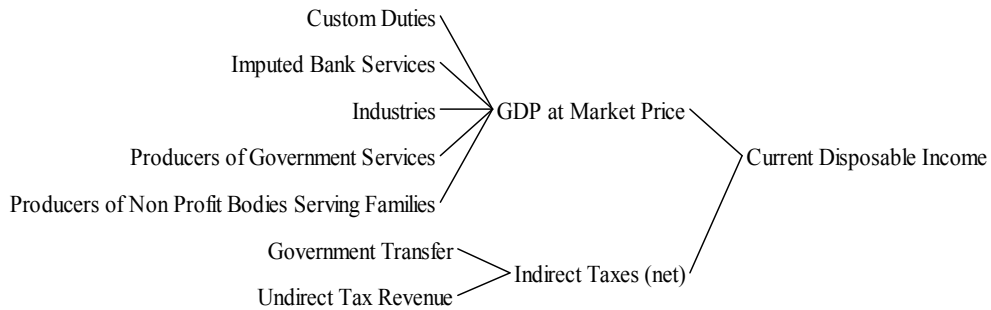 Custom Duties
Imputed Bank Services
Industries
GDP at Market Price
Producers of Government Services
Current Disposable Income
Producers of Non Profit Bodies Serving Families
Government Transfer
Indirect Taxes (net)
Undirect Tax Revenue